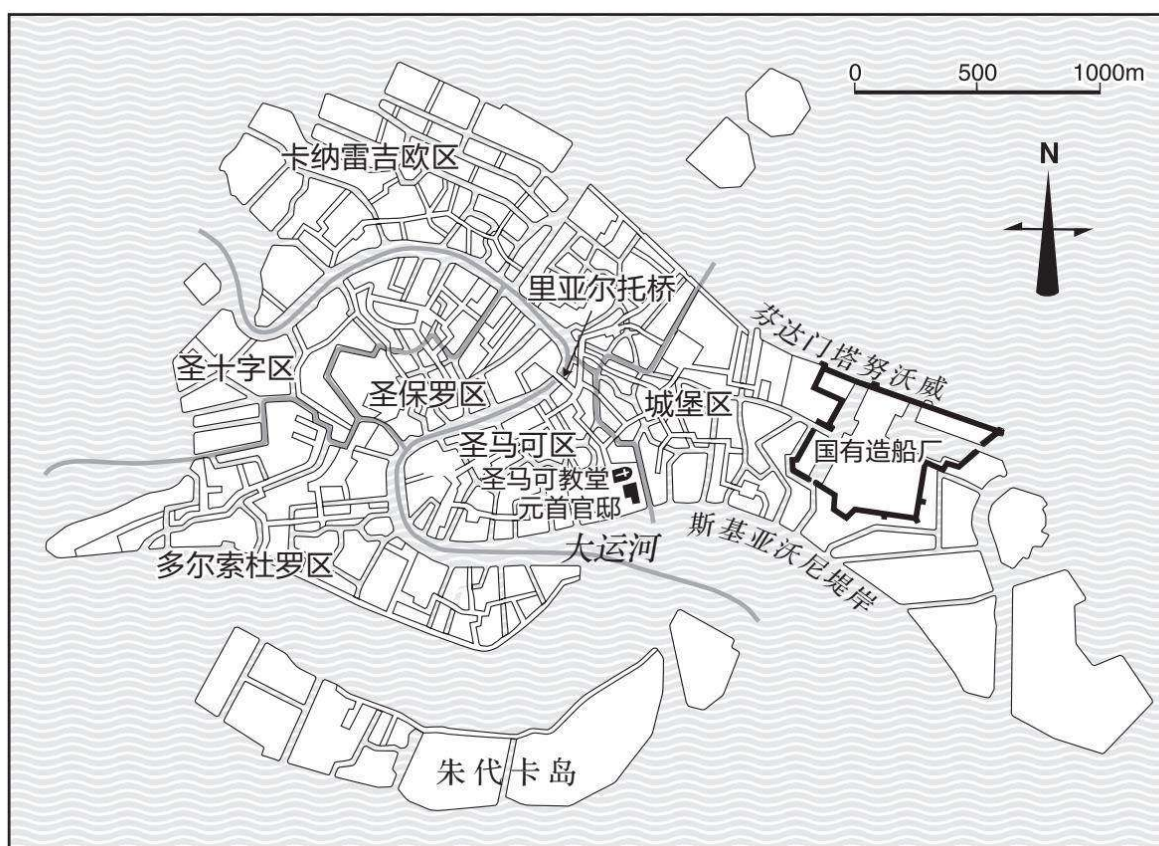 0 500 1000m
N
卡纳雷吉欧区
里亚尔托桥
芬达门塔努沃威
圣十字区
圣保罗区
城堡区
圣马可区
国有造船厂
圣马可教堂
元首官邸
大运河
斯基亚沃尼堤岸
多尔索杜罗区
朱代卡岛